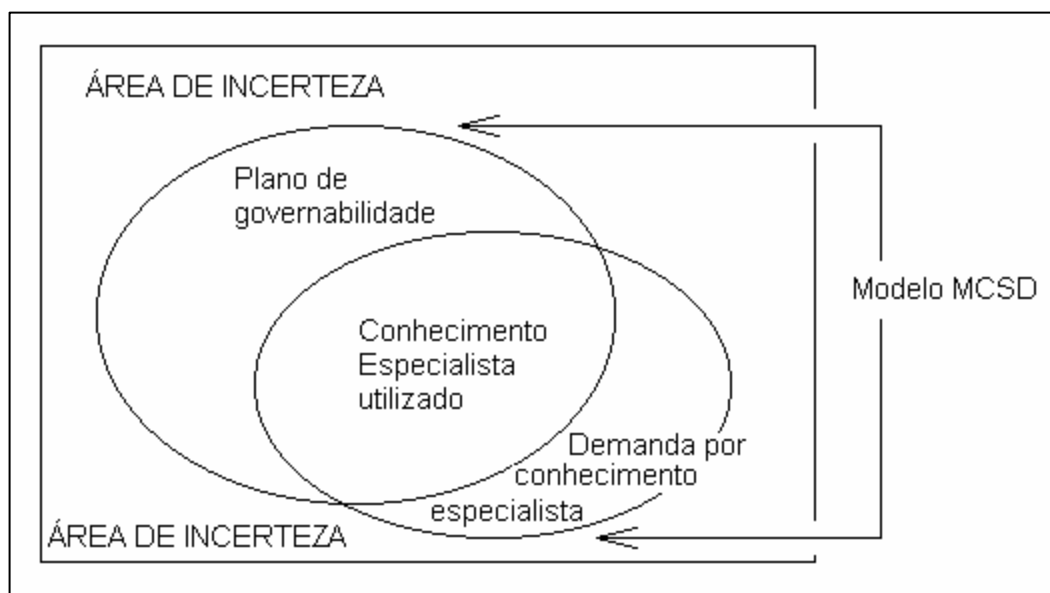 ÁREA DE INCERTEZA
Plano de
governabilidade
Modelo MCSD
Conhecimento
Especialista
utilizado
Demanda por
conhecimento
especialista
ÁREA DE INCERTEZA